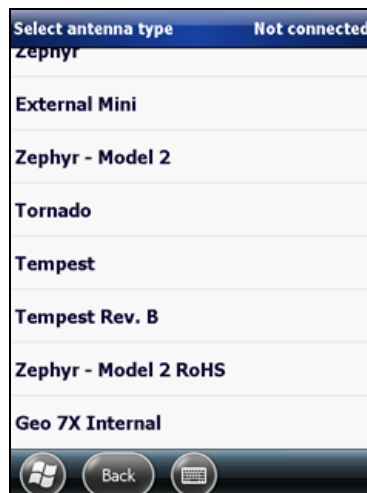 Select antenna type Not connected
Zephyr
External Mini
Zephyr - Model 2
Tornado
Tempest
Tempest Rev. B
Zephyr - Model 2 RoHS
Geo 7X Internal
Back